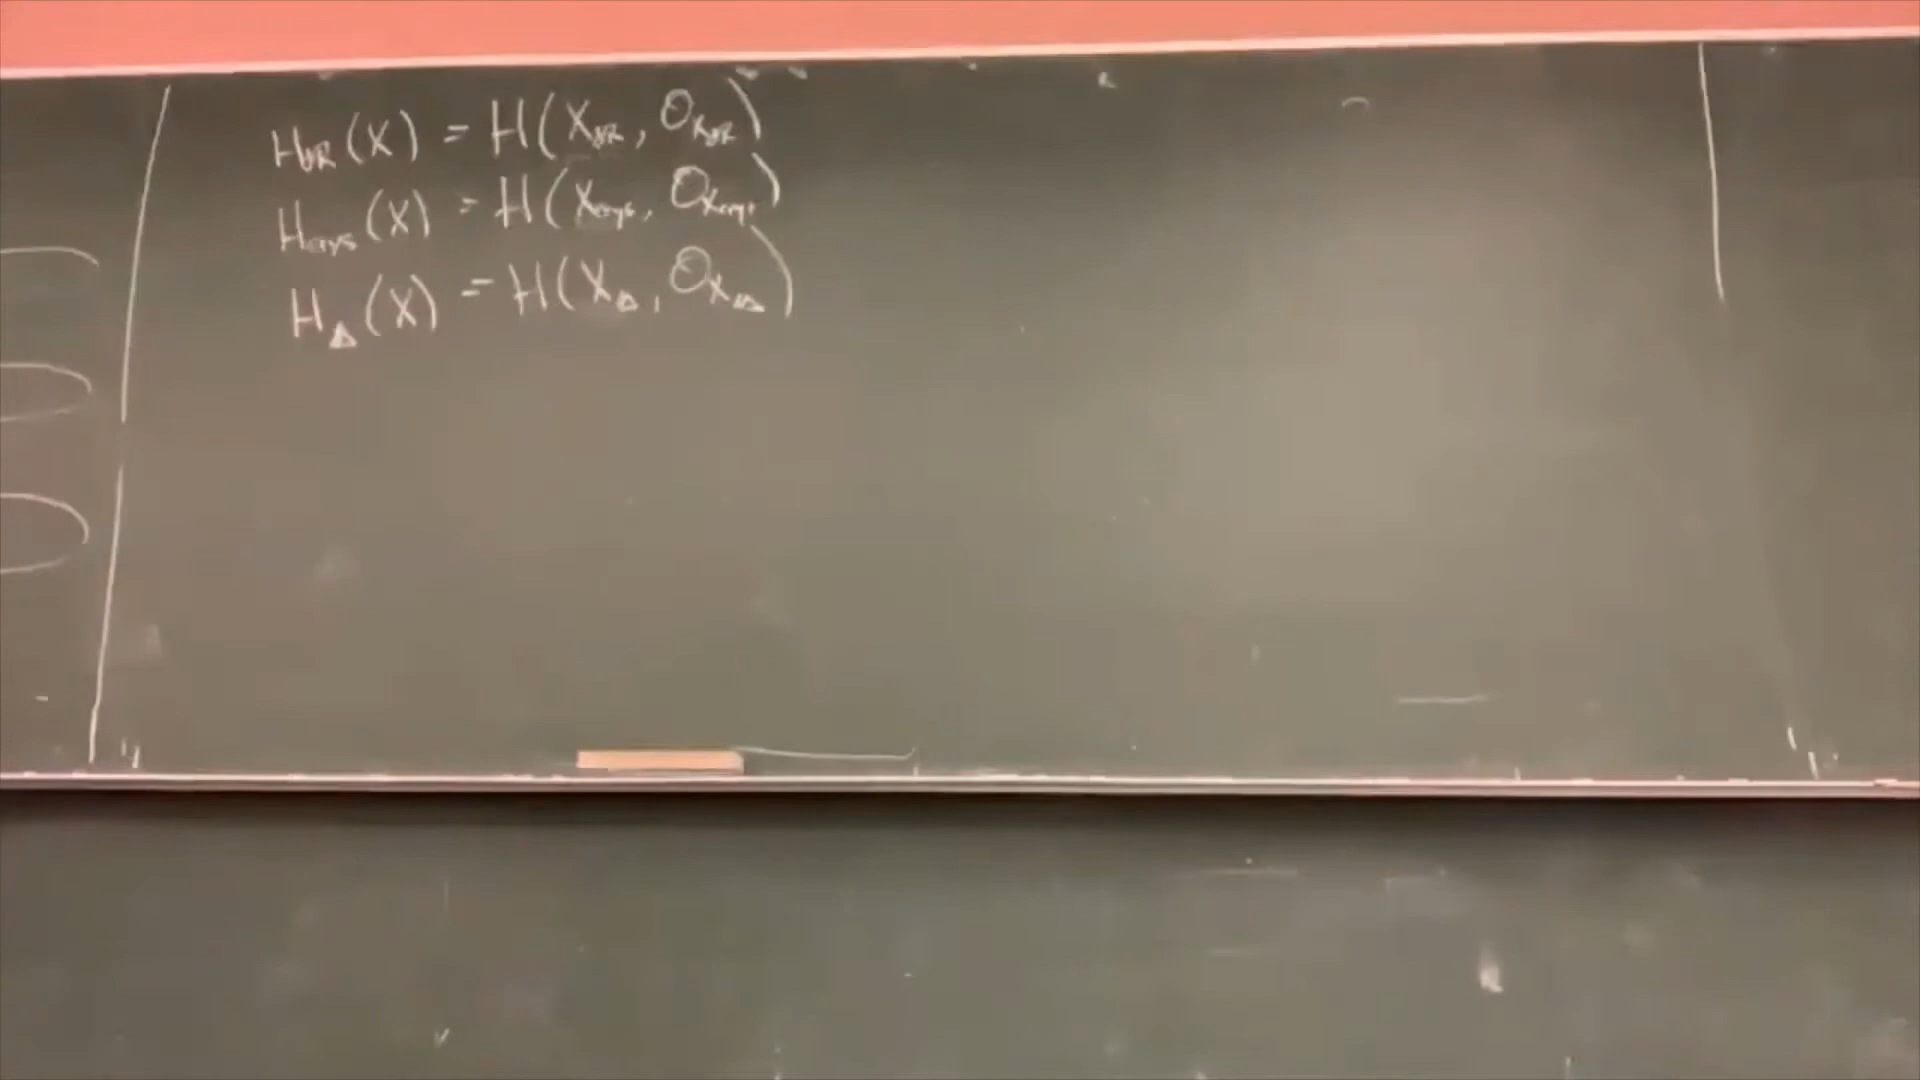 H_dR(X) = H(X_dR, O_X_dR)
H_crys(X) = H(X_crys, O_X_crys)
H_Δ(X) = H(X_Δ, O_X_Δ)